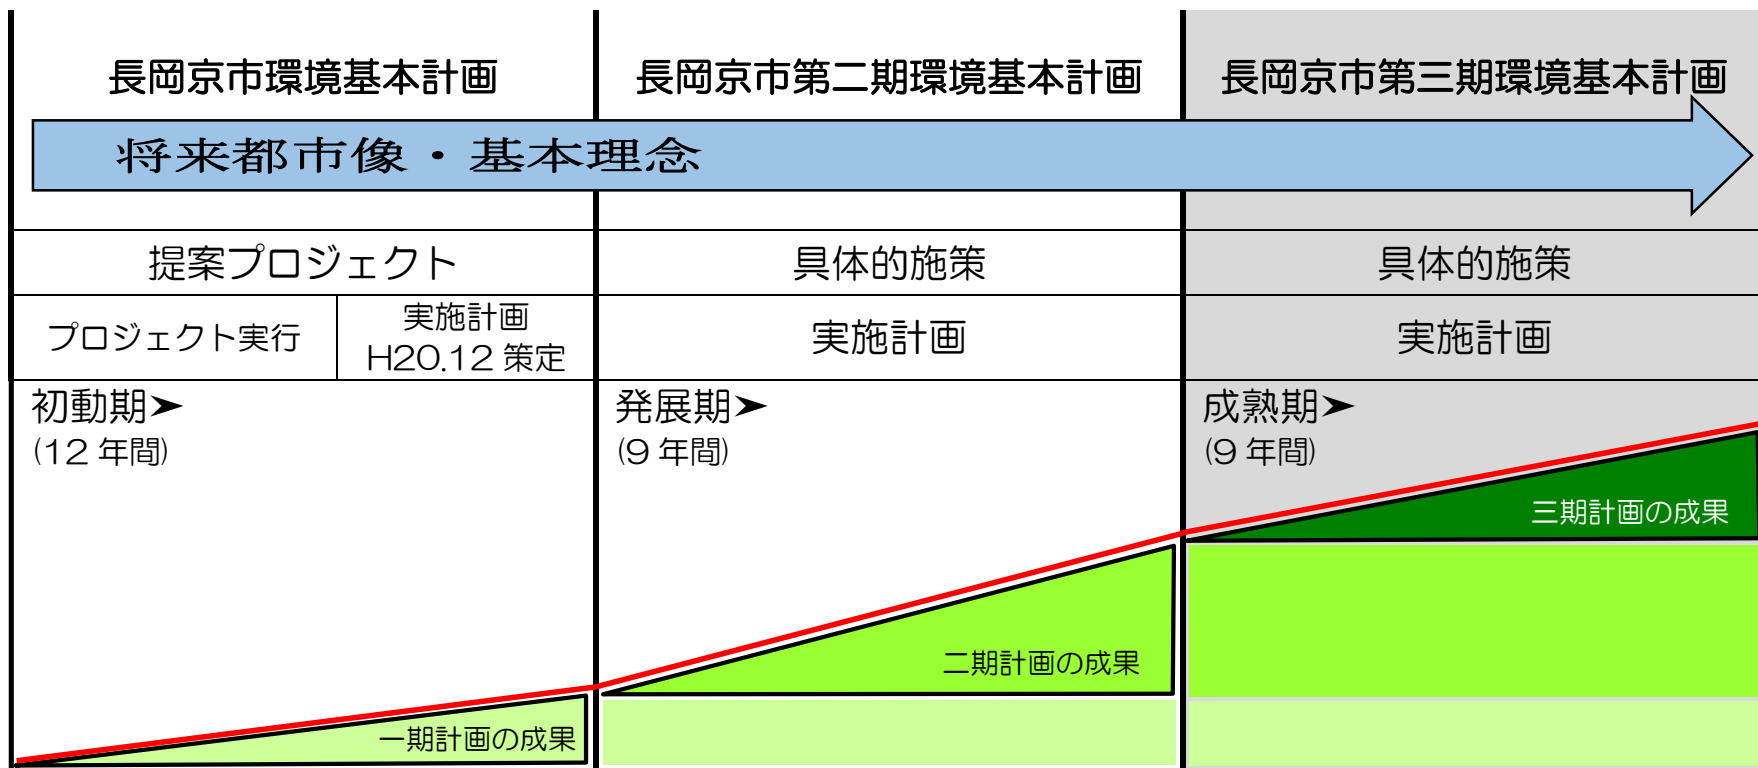 長岡京市環境基本計画
長岡京市第二期環境基本計画
長岡京市第三期環境基本計画
将来都市像・基本理念
提案プロジェクト
具体的施策
具体的施策
プロジェクト実行
実施計画
H20.12 策定
実施計画
実施計画
初動期➤
(12 年間)
発展期➤
(9 年間)
成熟期➤
(9 年間)
三期計画の成果
二期計画の成果
一期計画の成果